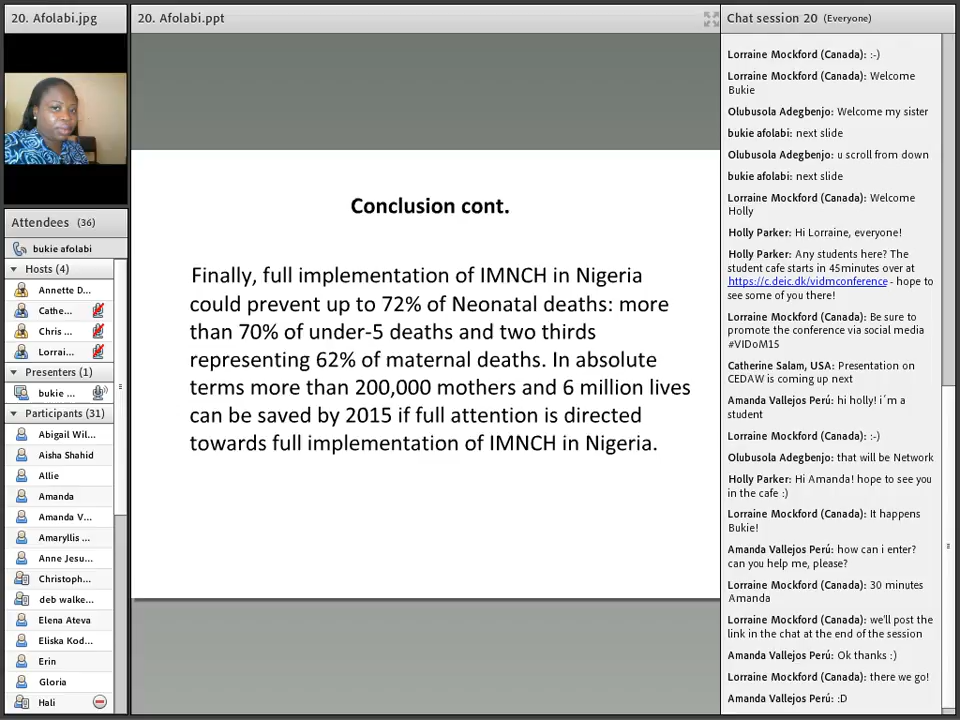 20. Afolabi.jpg
Attendees (36)
bukie afolabi
Hosts (4)
Annette D...
Cathe ...
Chris ...
Lorrai...
Presenters (1)
bukie ...
Participants (31)
Abigail Wil...
Aisha Shahid
Allie
Amanda
Amanda V...
Amaryllis ...
Anne Jesu...
Christoph...
deb walke...
Elena Ateva
Eliska Kod...
Erin
Gloria
Hali
20. Afolabi.ppt
Conclusion cont.
Finally, full implementation of IMNCH in Nigeria
could prevent up to 72% of Neonatal deaths: more
than 70% of under-5 deaths and two thirds
representing 62% of maternal deaths. In absolute
terms more than 200,000 mothers and 6 million lives
can be saved by 2015 if full attention is directed
towards full implementation of IMNCH in Nigeria.
Chat session 20 (Everyone)
Lorraine Mockford (Canada): :-)
Lorraine Mockford (Canada): Welcome
Bukie
Olubusola Adegbenjo: Welcome my sister
bukie afolabi: next slide
Olubusola Adegbenjo: u scroll from down
bukie afolabi: next slide
Lorraine Mockford (Canada): Welcome
Holly
Holly Parker: Hi Lorraine, everyone!
Holly Parker: Any students here? The
student cafe starts in 45minutes over at
https://c.deic.dk/vidmconference - hope to
see some of you there!
Lorraine Mockford (Canada): Be sure to
promote the conference via social media
#VIDoM15
Catherine Salam, USA: Presentation on
CEDAW is coming up next
Amanda Vallejos Perú: hi holly! i´m a
student
Lorraine Mockford (Canada): :-)
Olubusola Adegbenjo: that will be Network
Holly Parker: Hi Amanda! hope to see you
in the cafe :)
Lorraine Mockford (Canada): It happens
Bukie!
Amanda Vallejos Perú: how can i enter?
can you help me, please?
Lorraine Mockford (Canada): 30 minutes
Amanda
Lorraine Mockford (Canada): we'll post the
link in the chat at the end of the session
Amanda Vallejos Perú: Ok thanks :)
Lorraine Mockford (Canada): there we go!
Amanda Vallejos Perú: :D